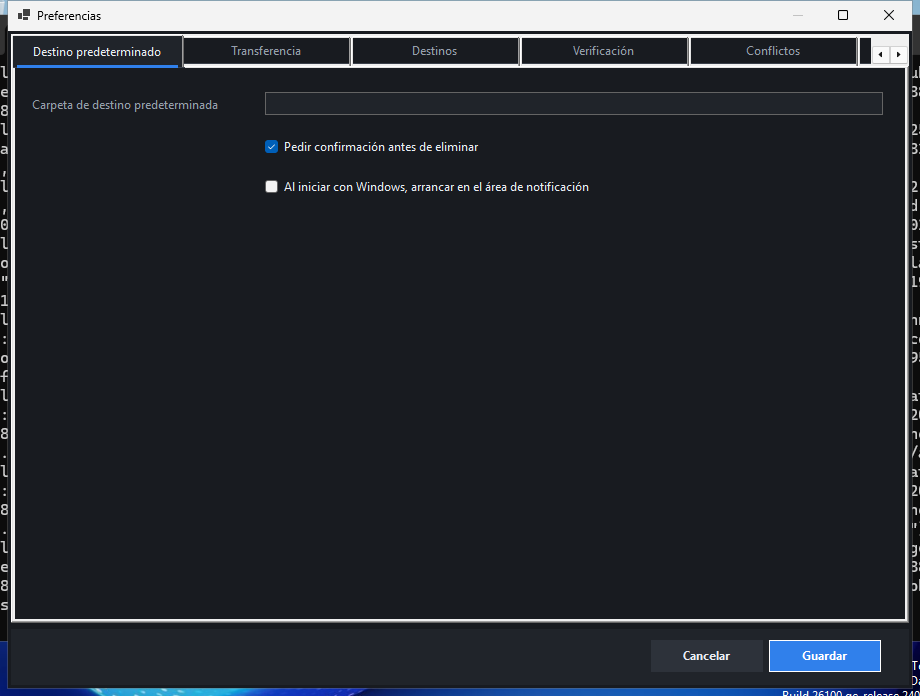 Preferencias
Destino predeterminado
Transferencia
Destinos
Verificación
Conflictos
Carpeta de destino predeterminada
Pedir confirmación antes de eliminar
Al iniciar con Windows, arrancar en el área de notificación
Cancelar
Guardar